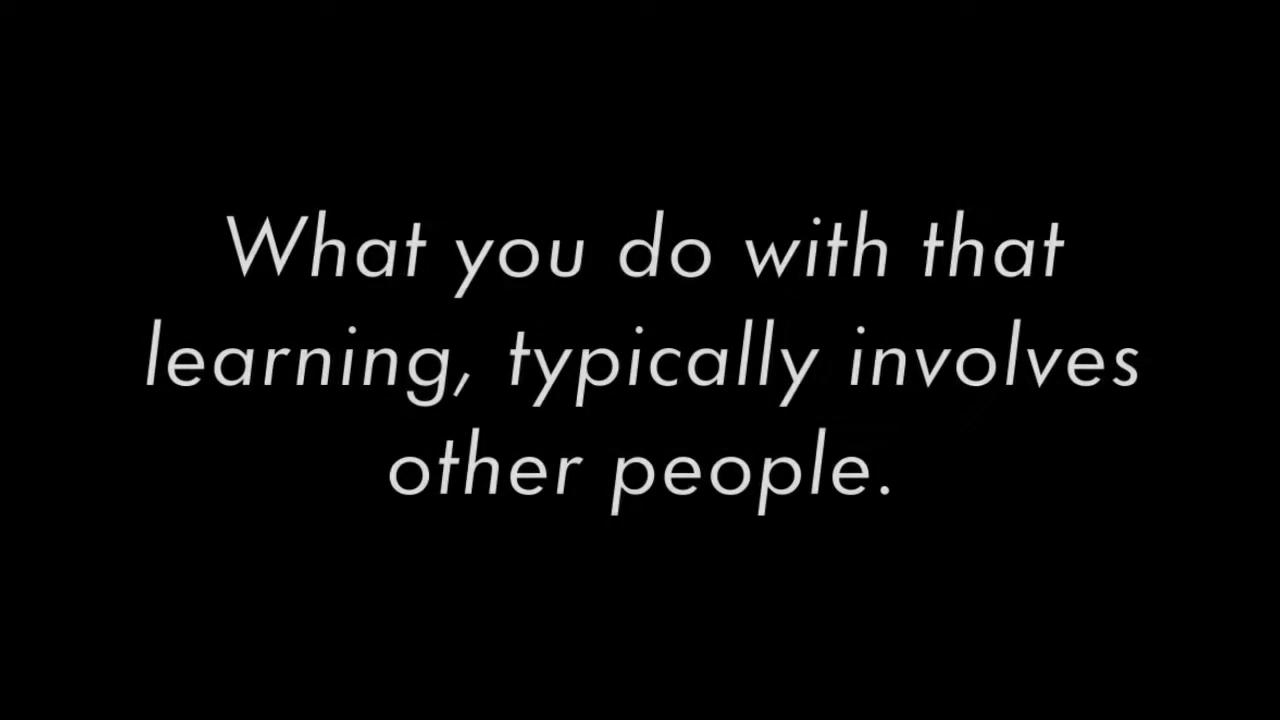 What you do with that
learning, typically involves
other people.